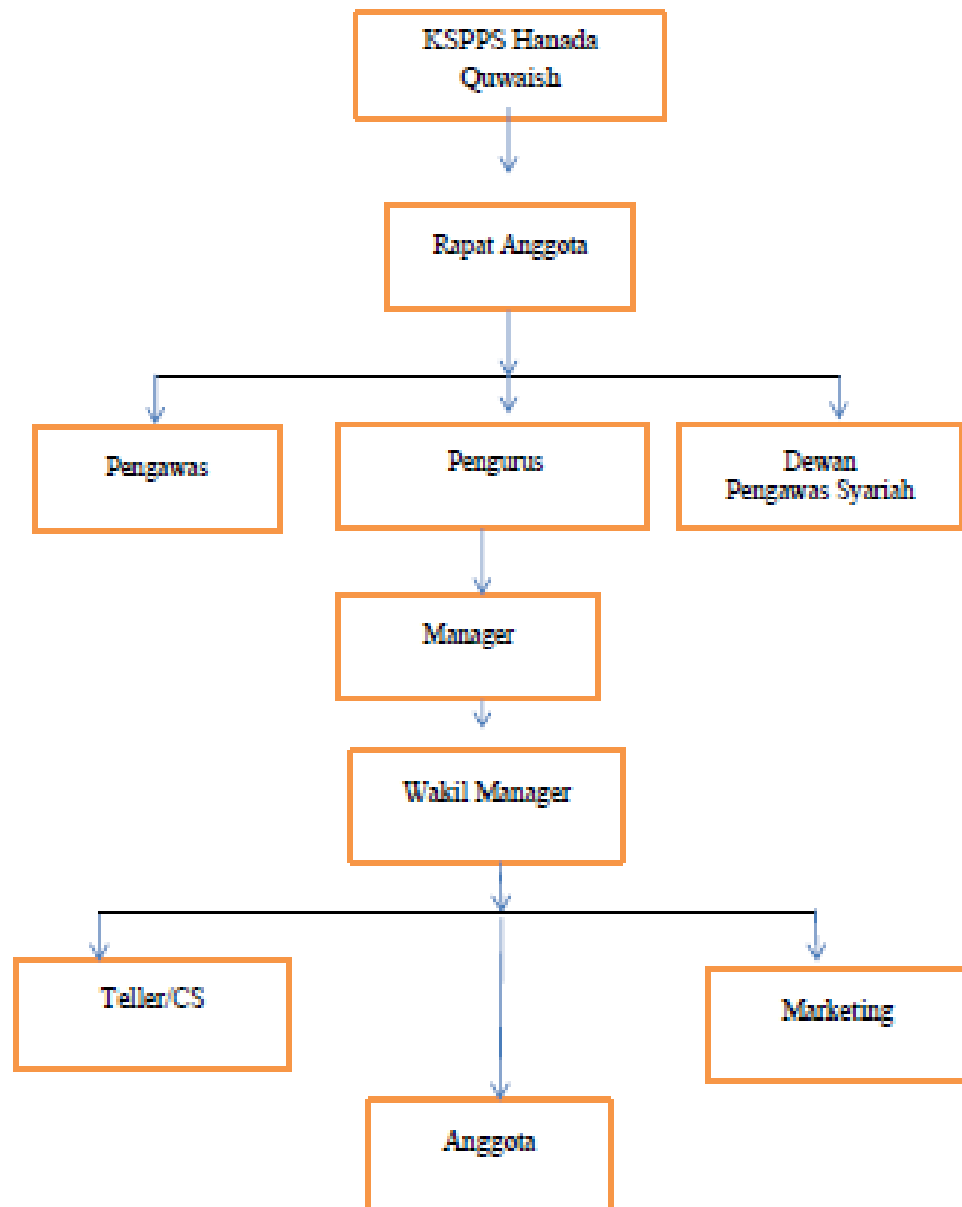 KSPPS Hanada
Quwaish
Rapat Anggota
Pengawas
Pengurus
Dewan
Pengawas Syariah
Manager
Wakil Manager
Teller/CS
Marketing
Anggota